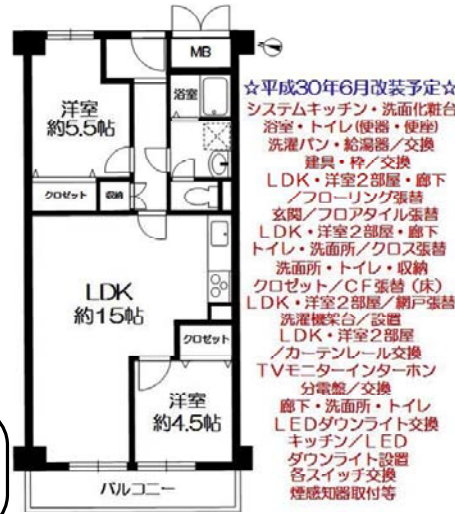 MB
浴室
洋室
約5.5帖
クロゼット
収納
LDK
約15帖
クロゼット
洋室
約4.5帖
バルコニー
☆平成30年6月改装予定☆
システムキッチン・洗面化粧台
浴室・トイレ(便器・便座)
洗濯パン・給湯器/交換
建具・枠/交換
LDK・洋室2部屋・廊下
/フローリング張替
玄関/フロアタイル張替
LDK・洋室2部屋・廊下
トイレ・洗面所/クロス張替
洗面所・トイレ・収納
クロゼット/CF張替(床)
LDK・洋室2部屋/網戸張替
洗濯機架台/設置
LDK・洋室2部屋
/カーテンレール交換
TVモニターインターホン
分電盤/交換
廊下・洗面所・トイレ
LEDダウンライト交換
キッチン/LED
ダウンライト設置
各スイッチ交換
煙感知器取付等